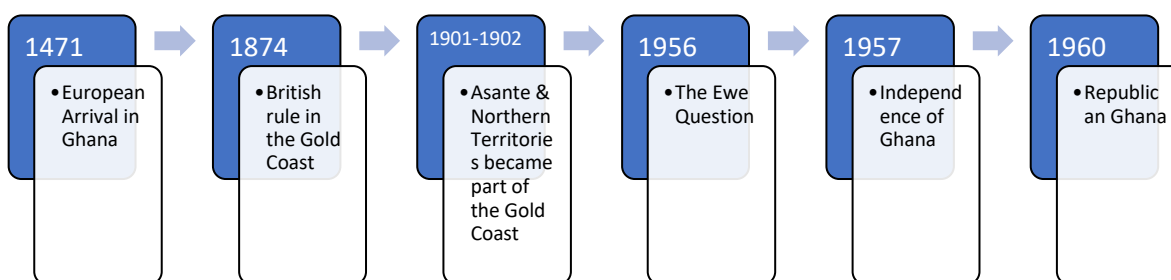 1471
• European
Arrival in
Ghana
1874
• British
rule in
the Gold
Coast
1901-1902
• Asante &
Northern
Territorie
s became
part of
the Gold
Coast
1956
• The Ewe
Question
1957
• Independ
ence of
Ghana
1960
• Republic
an Ghana